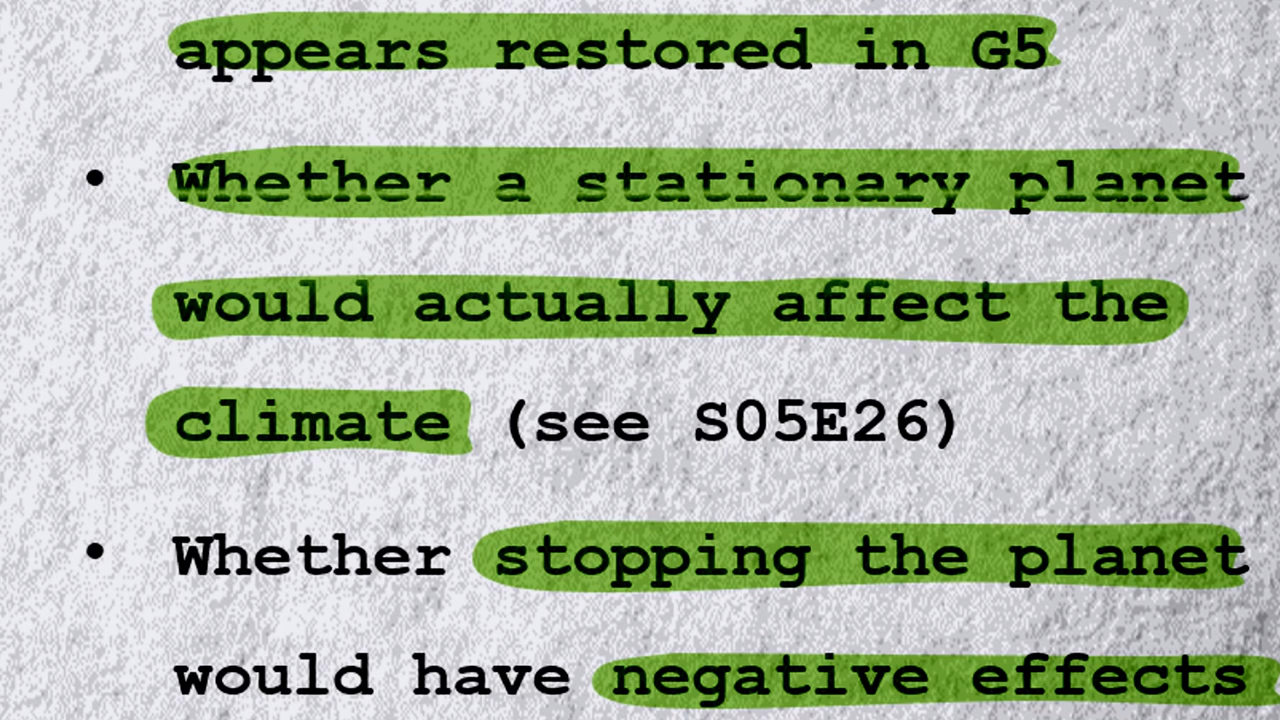 appears restored in G5
• Whether a stationary planet
would actually affect the
climate (see S05E26)
• Whether stopping the planet
would have negative effects